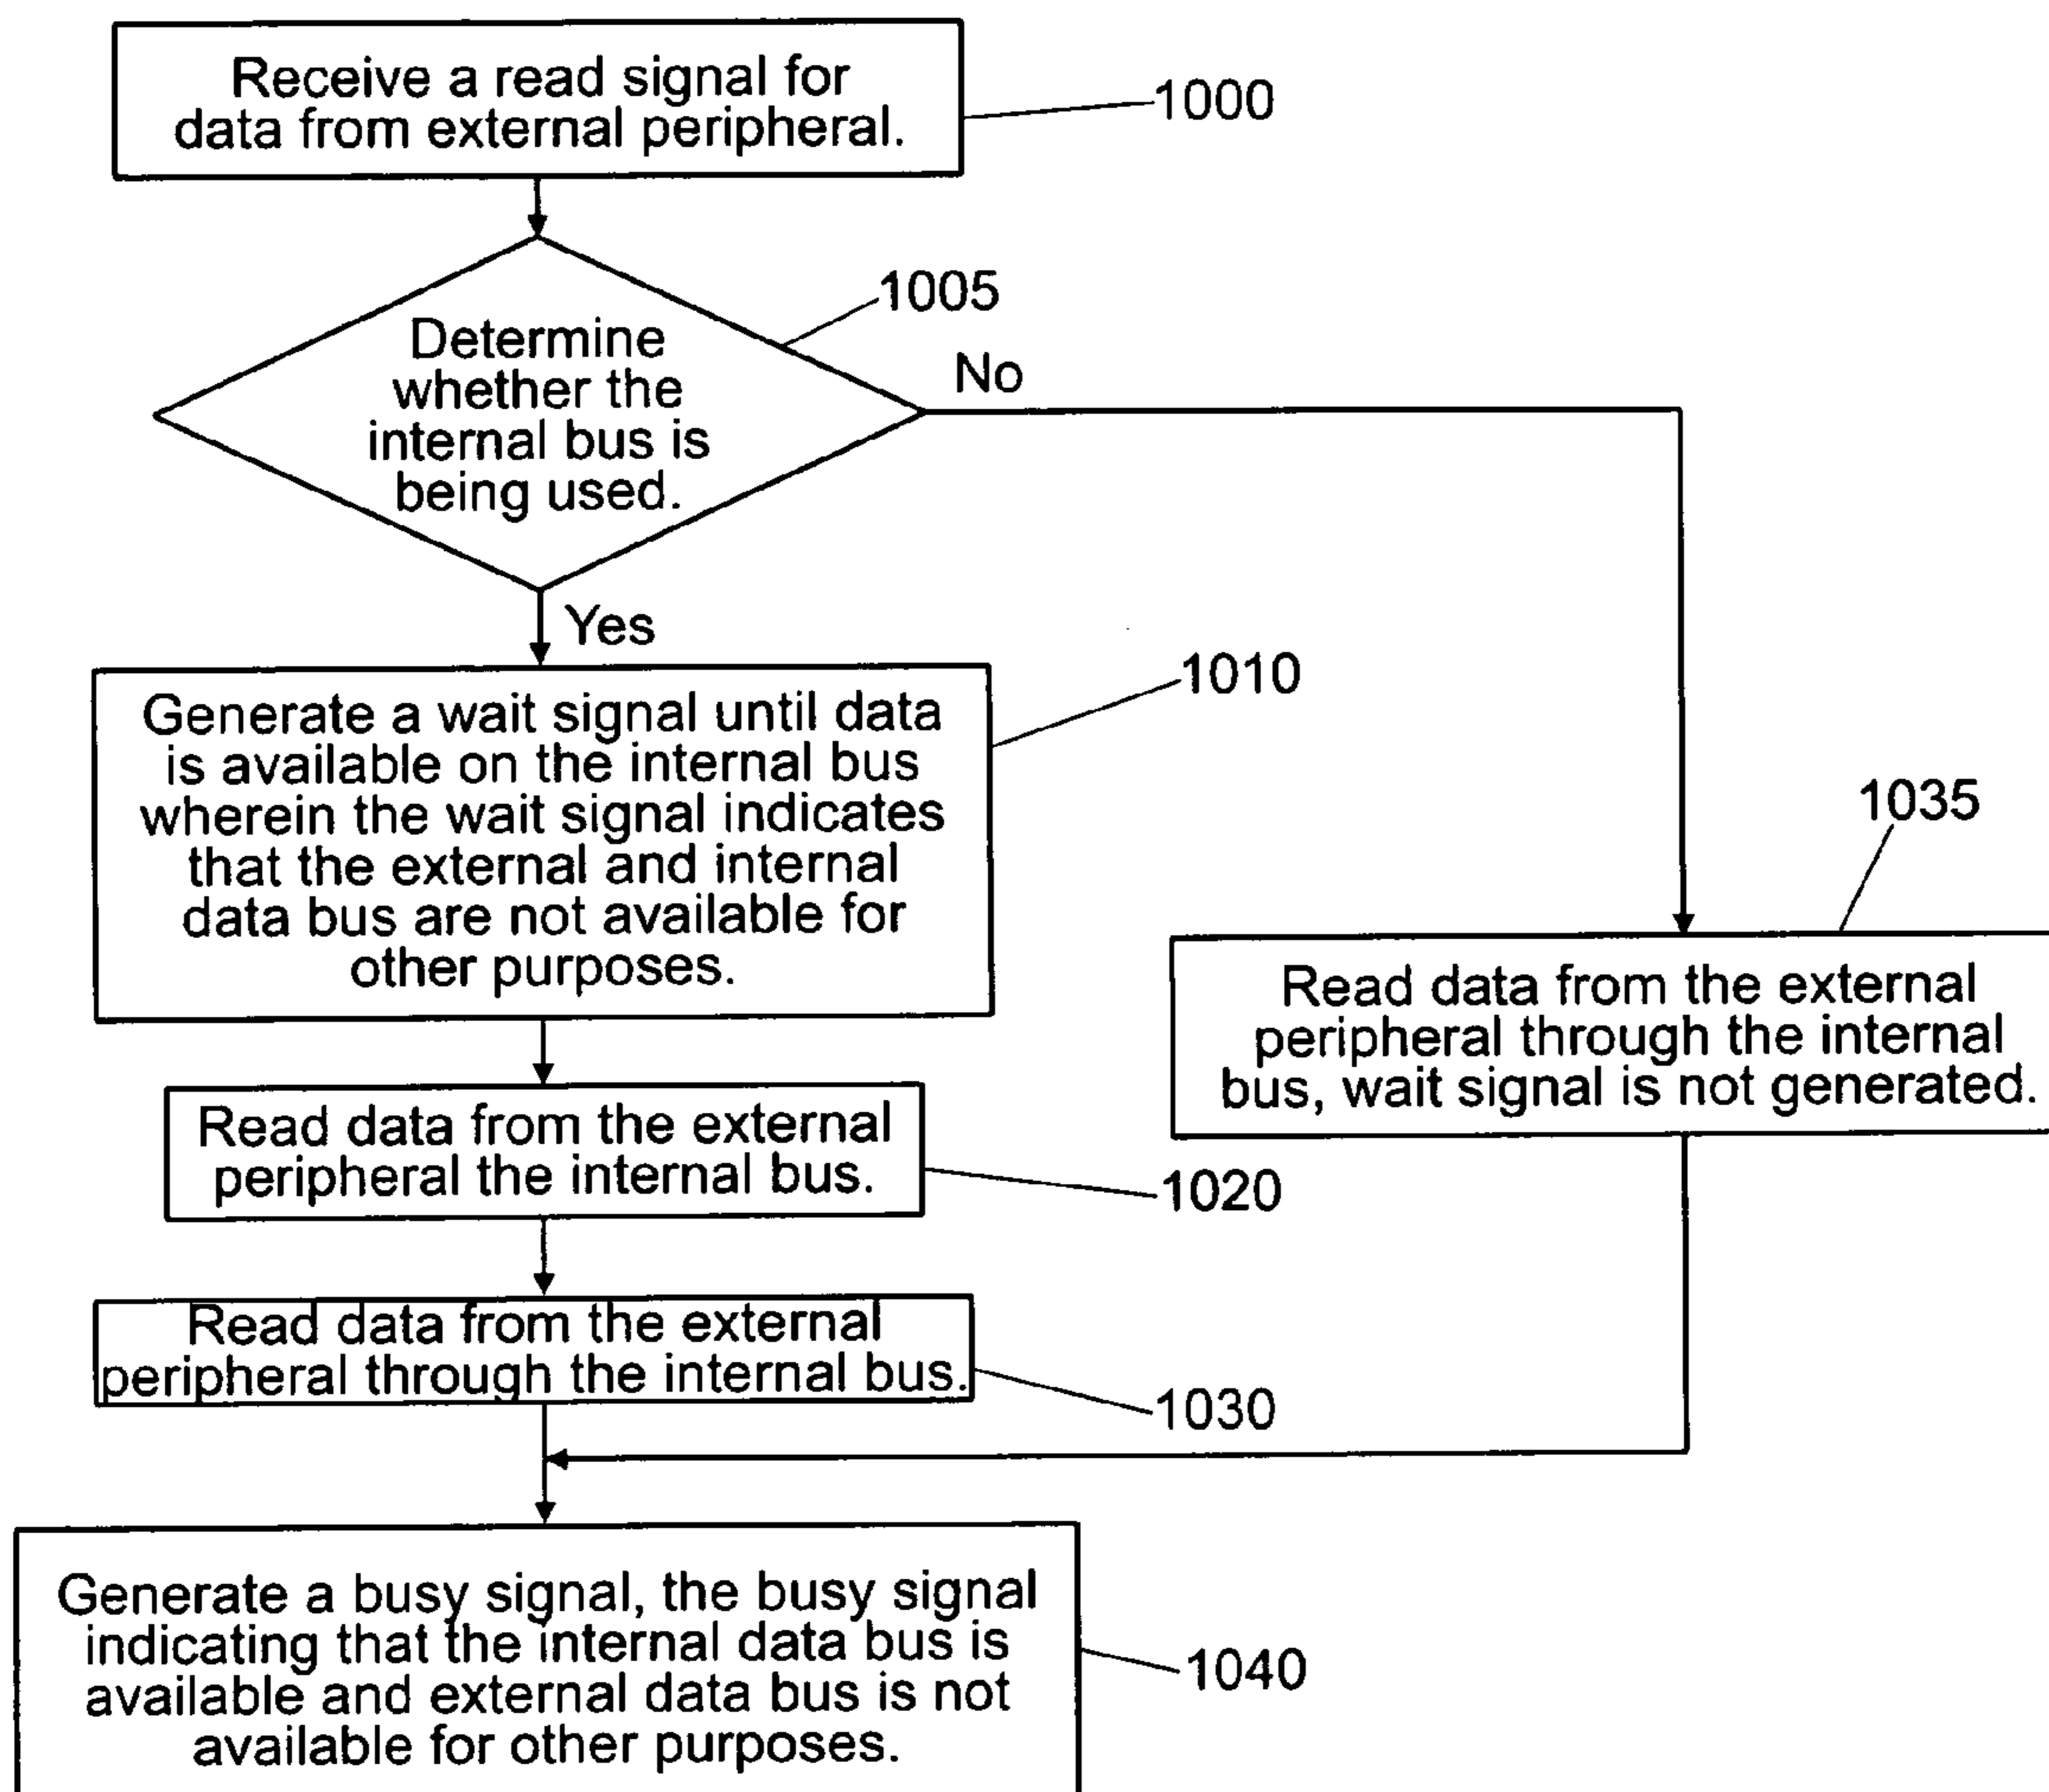 Receive a read signal for
data from external peripheral.
1000
1005
Determine
whether the
internal bus is
being used.
No
Yes
1010
Generate a wait signal until data
is available on the internal bus
wherein the wait signal indicates
that the external and internal
data bus are not available for
other purposes.
1035
Read data from the external
peripheral through the internal
bus, wait signal is not generated.
Read data from the external
peripheral the internal bus.
1020
Read data from the external
peripheral through the internal bus.
1030
Generate a busy signal, the busy signal
indicating that the internal data bus is
available and external data bus is not
available for other purposes.
1040